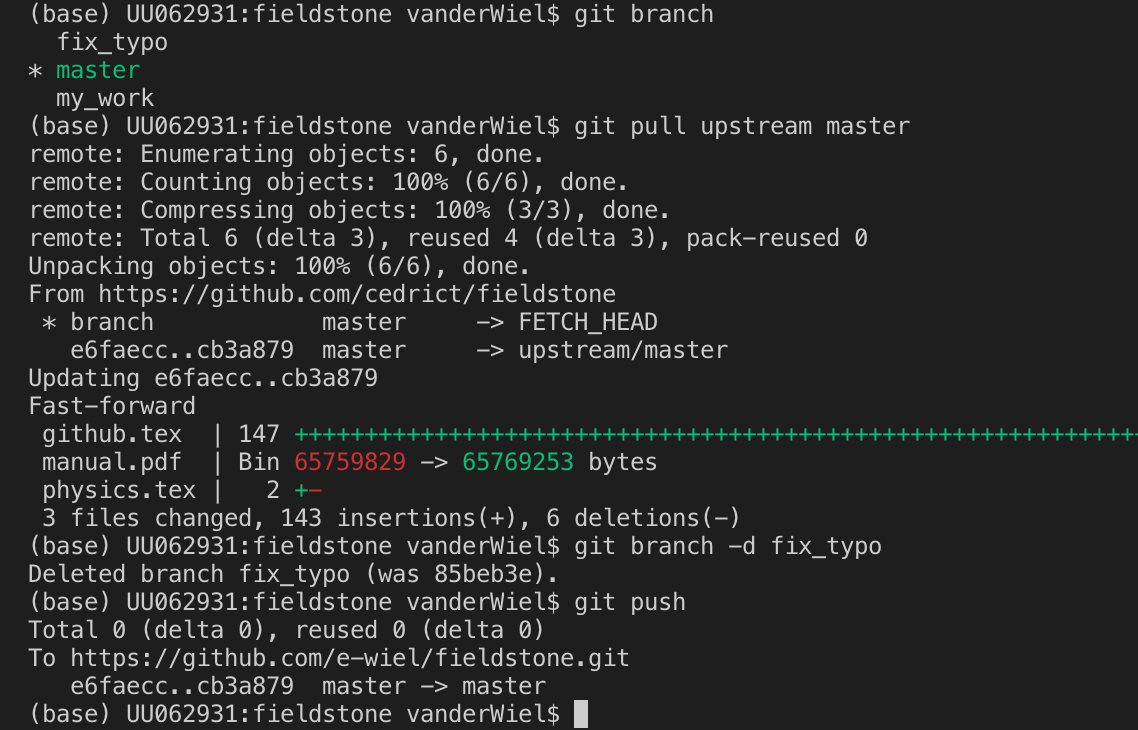 (base) UU062931:fieldstone vanderWiel$ git branch
  fix_typo
* master
  my_work
(base) UU062931:fieldstone vanderWiel$ git pull upstream master
remote: Enumerating objects: 6, done.
remote: Counting objects: 100% (6/6), done.
remote: Compressing objects: 100% (3/3), done.
remote: Total 6 (delta 3), reused 4 (delta 3), pack-reused 0
Unpacking objects: 100% (6/6), done.
From https://github.com/cedrict/fieldstone
 * branch            master     -> FETCH_HEAD
   e6faecc..cb3a879  master     -> upstream/master
Updating e6faecc..cb3a879
Fast-forward
 github.tex  | 147 ++++++++++++++++++++++++++++++++++++++++++++++++++++++++++++-
 manual.pdf  | Bin 65759829 -> 65769253 bytes
 physics.tex |   2 +-
 3 files changed, 143 insertions(+), 6 deletions(-)
(base) UU062931:fieldstone vanderWiel$ git branch -d fix_typo
Deleted branch fix_typo (was 85beb3e).
(base) UU062931:fieldstone vanderWiel$ git push
Total 0 (delta 0), reused 0 (delta 0)
To https://github.com/e-wiel/fieldstone.git
   e6faecc..cb3a879  master -> master
(base) UU062931:fieldstone vanderWiel$